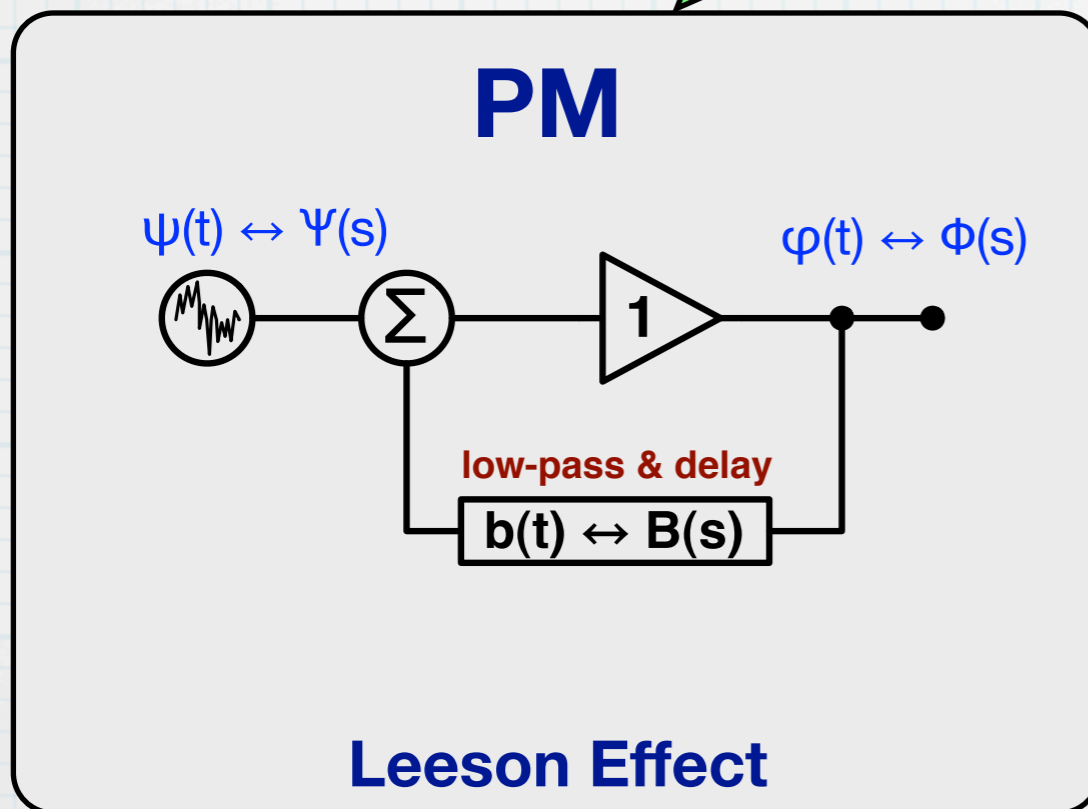 PM
ψ(t) ↔ Ψ(s)
φ(t) ↔ Φ(s)
Σ
1
low-pass & delay
b(t) ↔ B(s)
Leeson Effect